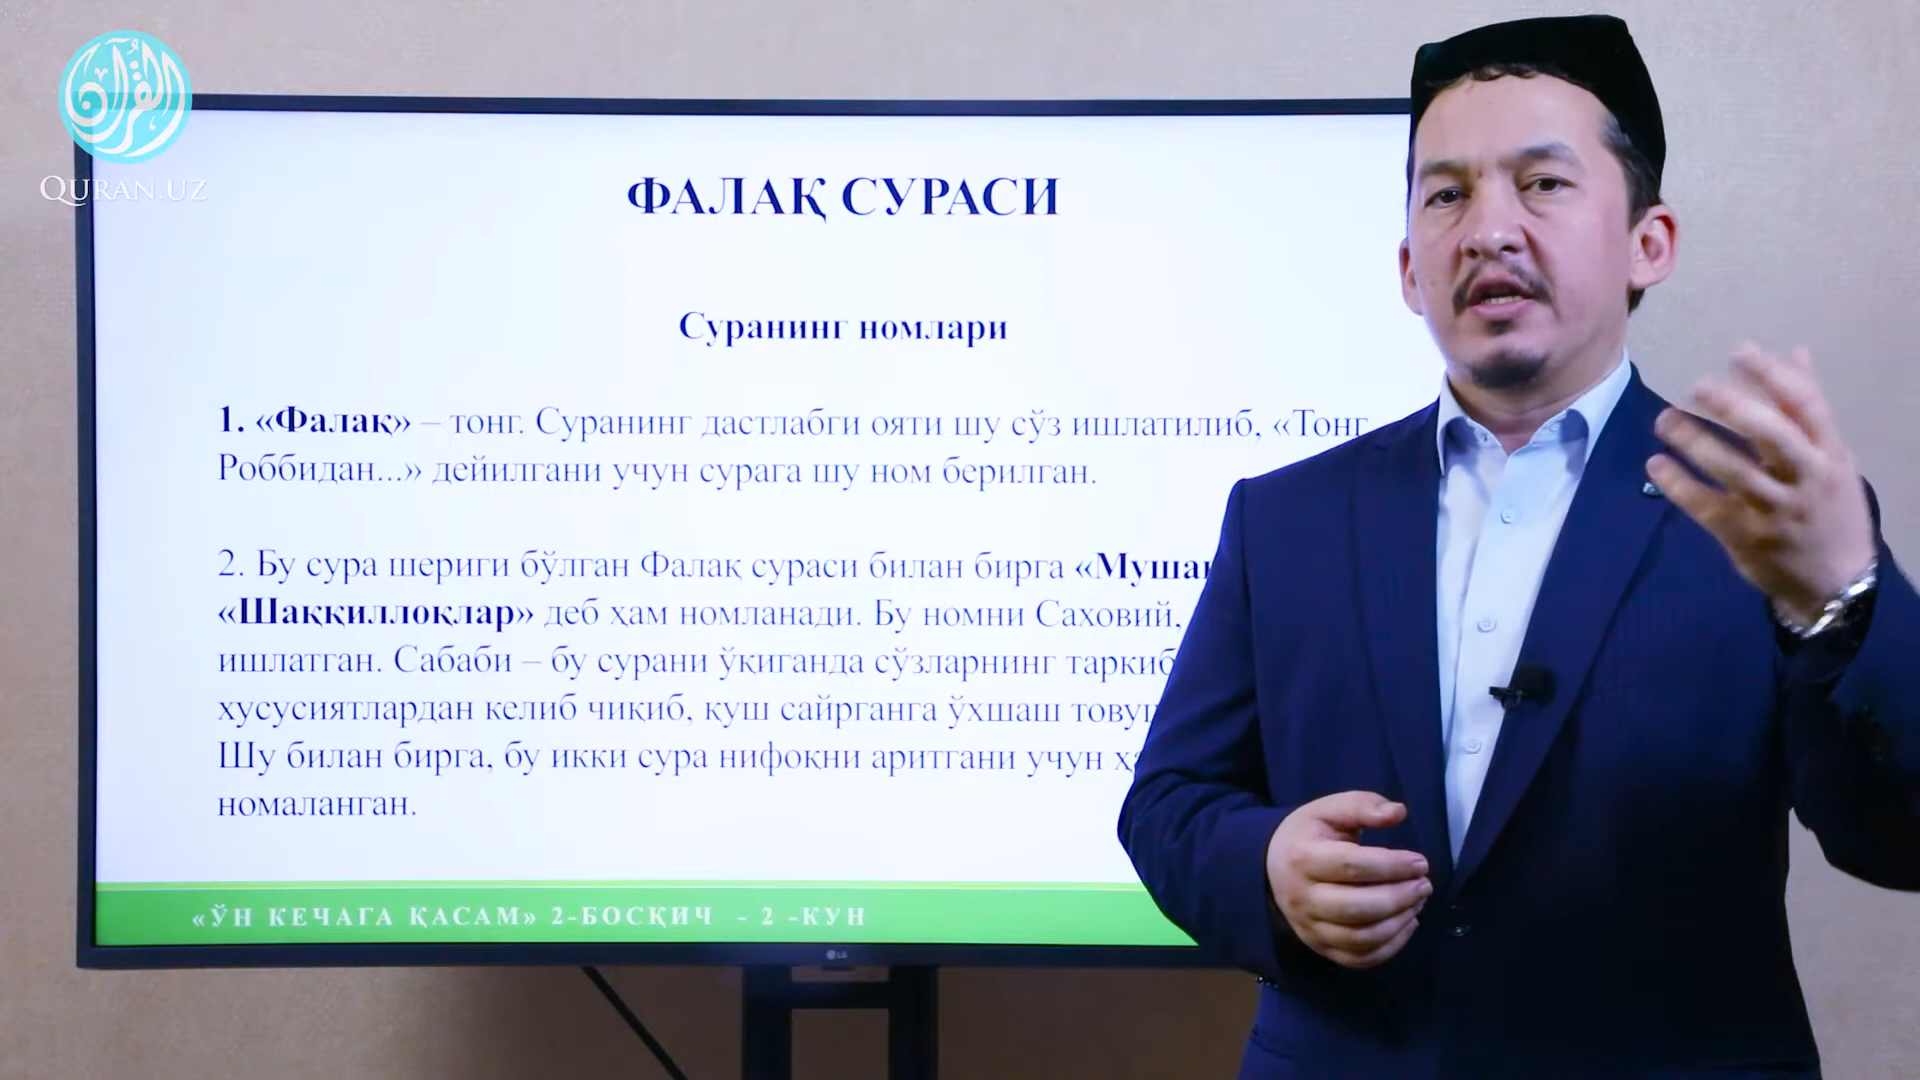 القرآن
QURAN.UZ
ФАЛАҚ СУРАСИ
Суранинг номлари
1. «Фалақ» – тонг. Суранинг дастлабги ояти шу сўз ишлатилиб, «Тонг
Роббидан...» дейилгани учун сурага шу ном берилган.
2. Бу сура шериги бўлган Фалақ сураси билан бирга
«Шаққиллоқлар» деб ҳам номланади. Бу номни Саховий,
ишлатган. Сабаби – бу сурани ўқиганда сўзларнинг
хусусиятлардан келиб чиқиб, қуш сайрганга ўхшаш
Шу билан бирга, бу икки сура нифоқни аритгани учун
номаланган.
«ЎН КЕЧАГА ҚАСАМ» 2-БОСҚИЧ - 2 -КУН
LG